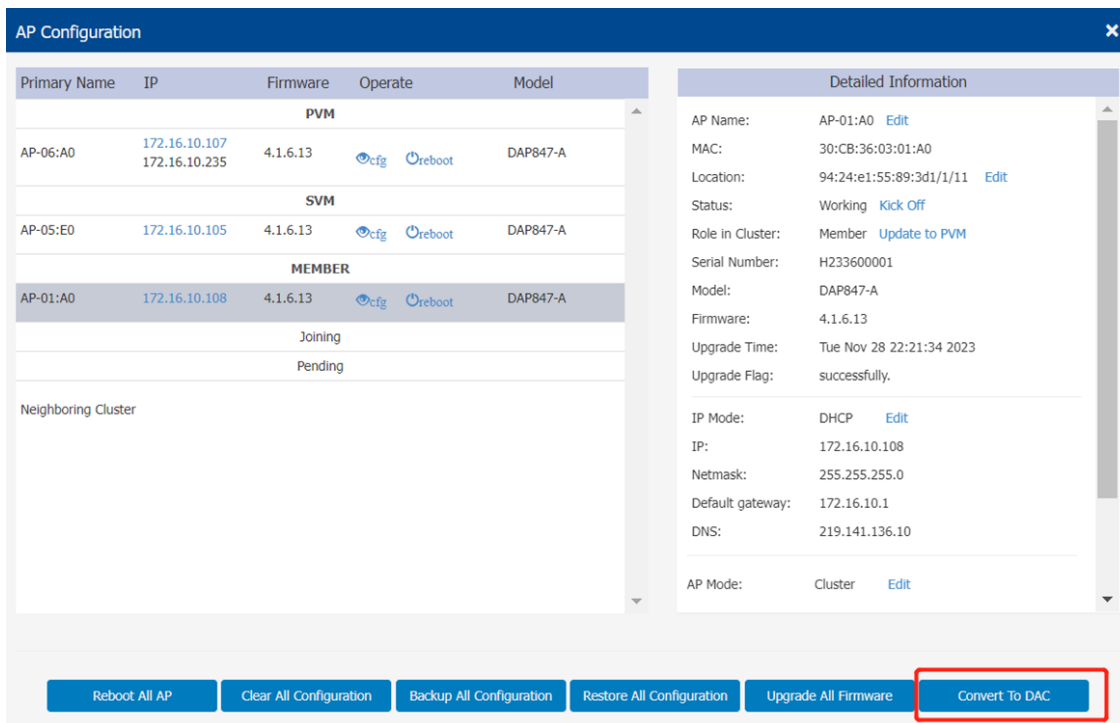 AP Configuration
Primary Name IP Firmware Operate Model
PVM
AP-06:A0 172.16.10.107 4.1.6.13 cfg reboot DAP847-A
172.16.10.235
SVM
AP-05:E0 172.16.10.105 4.1.6.13 cfg reboot DAP847-A
MEMBER
AP-01:A0 172.16.10.108 4.1.6.13 cfg reboot DAP847-A
Joining
Pending
Neighboring Cluster
Detailed Information
AP Name: AP-01:A0 Edit
MAC: 30:CB:36:03:01:A0
Location: 94:24:e1:55:89:3d1/1/11 Edit
Status: Working Kick Off
Role in Cluster: Member Update to PVM
Serial Number: H233600001
Model: DAP847-A
Firmware: 4.1.6.13
Upgrade Time: Tue Nov 28 22:21:34 2023
Upgrade Flag: successfully.
IP Mode: DHCP Edit
IP: 172.16.10.108
Netmask: 255.255.255.0
Default gateway: 172.16.10.1
DNS: 219.141.136.10
AP Mode: Cluster Edit
Reboot All AP Clear All Configuration Backup All Configuration Restore All Configuration Upgrade All Firmware Convert To DAC